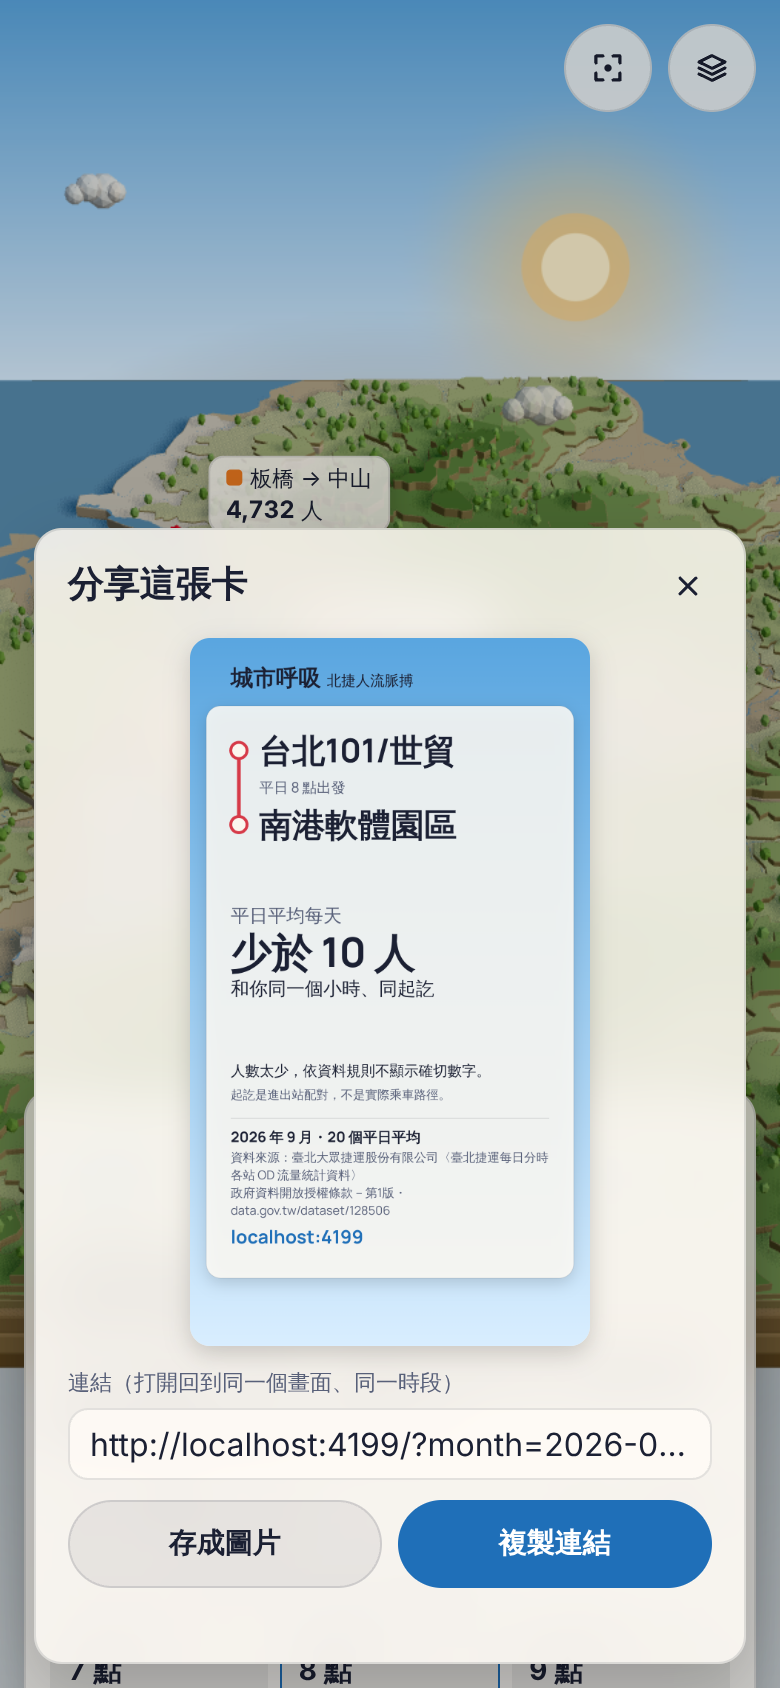 板橋 → 中山
4,732 人
分享這張卡
城市呼吸 北捷人流脈搏
台北101/世貿
平日 8 點出發
南港軟體園區
平日平均每天
少於 10 人
和你同一個小時、同起訖
人數太少，依資料規則不顯示確切數字。
起訖是進出站配對，不是實際乘車路徑。
2026 年 9 月・20 個平日平均
資料來源：臺北大眾捷運股份有限公司〈臺北捷運每日分時
各站 OD 流量統計資料〉
政府資料開放授權條款－第1版・
data.gov.tw/dataset/128506
localhost:4199
連結（打開回到同一個畫面、同一時段）
http://localhost:4199/?month=2026-0...
存成圖片
複製連結
7 點
8 點
9 點